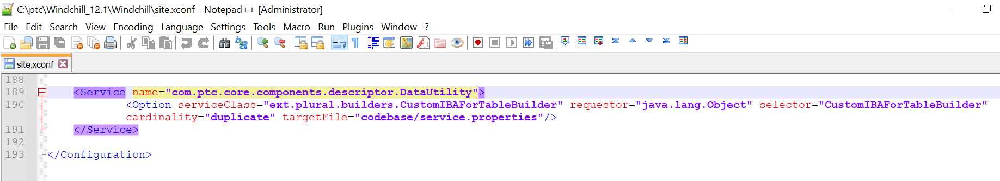 C:\ptc\Windchill_12.1\Windchill\site.xconf - Notepad++ [Administrator]
File Edit Search View Encoding Language Settings Tools Macro Run Plugins Window ?
site.xconf
188
189 <Service name="com.ptc.core.components.descriptor.DataUtility">
190 <Option serviceClass="ext.plural.builders.CustomIBAForTableBuilder" requestor="java.lang.Object" selector="CustomIBAForTableBuilder"
cardinality="duplicate" targetFile="codebase/service.properties"/>
191 </Service>
192
193 </Configuration>